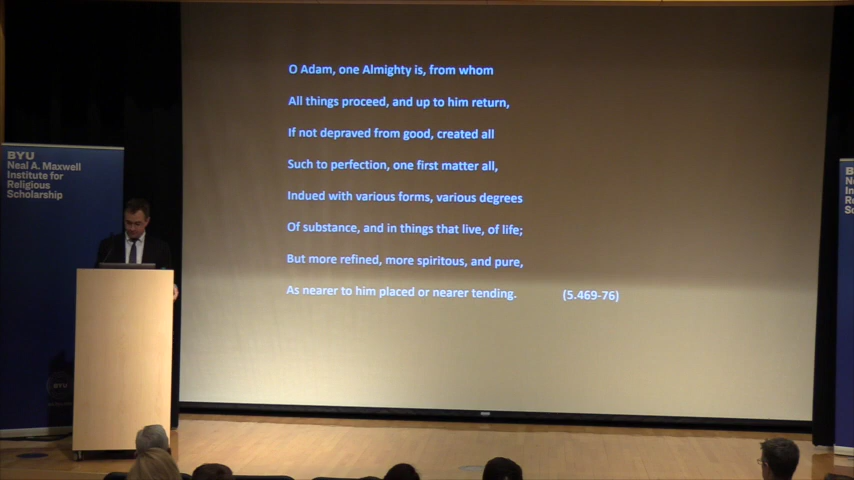 O Adam, one Almighty is, from whom
All things proceed, and up to him return,
If not depraved from good, created all
Such to perfection, one first matter all,
Indued with various forms, various degrees
Of substance, and in things that live, of life;
But more refined, more spiritous, and pure,
As nearer to him placed or nearer tending. (5.469-76)
BYU
Neal A. Maxwell
Institute for
Religious
Scholarship
BYU
B
N
In
R
Sc